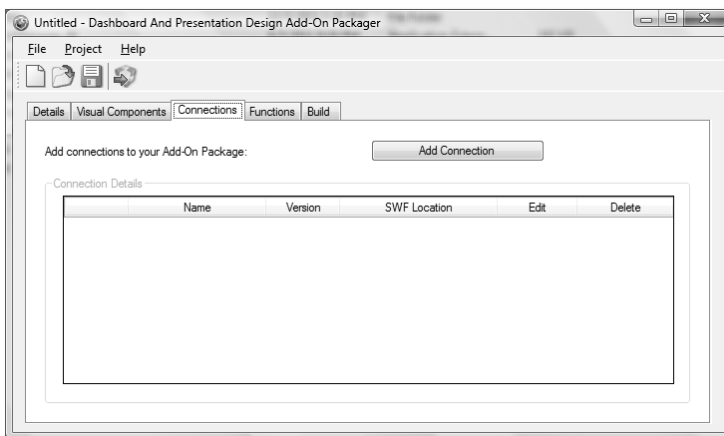 Untitled - Dashboard And Presentation Design Add-On Packager
File Project Help
Details Visual Components Connections Functions Build
Add connections to your Add-On Package: Add Connection
Connection Details
Name Version SWF Location Edit Delete